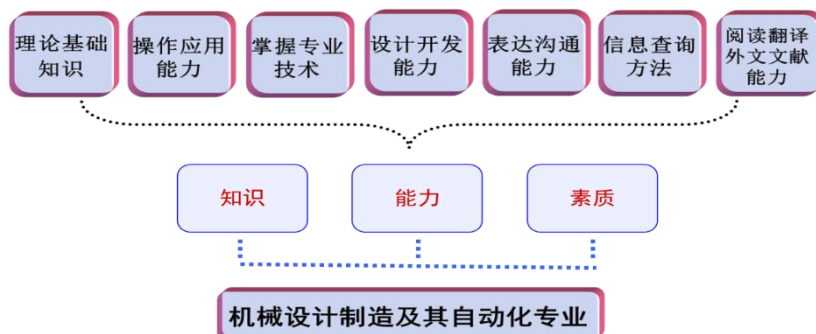 理论基础
知识
操作应用
能力
掌握专业
技术
设计开发
能力
表达沟通
能力
信息查询
方法
阅读翻译
外文文献
能力
知识
能力
素质
机械设计制造及其自动化专业